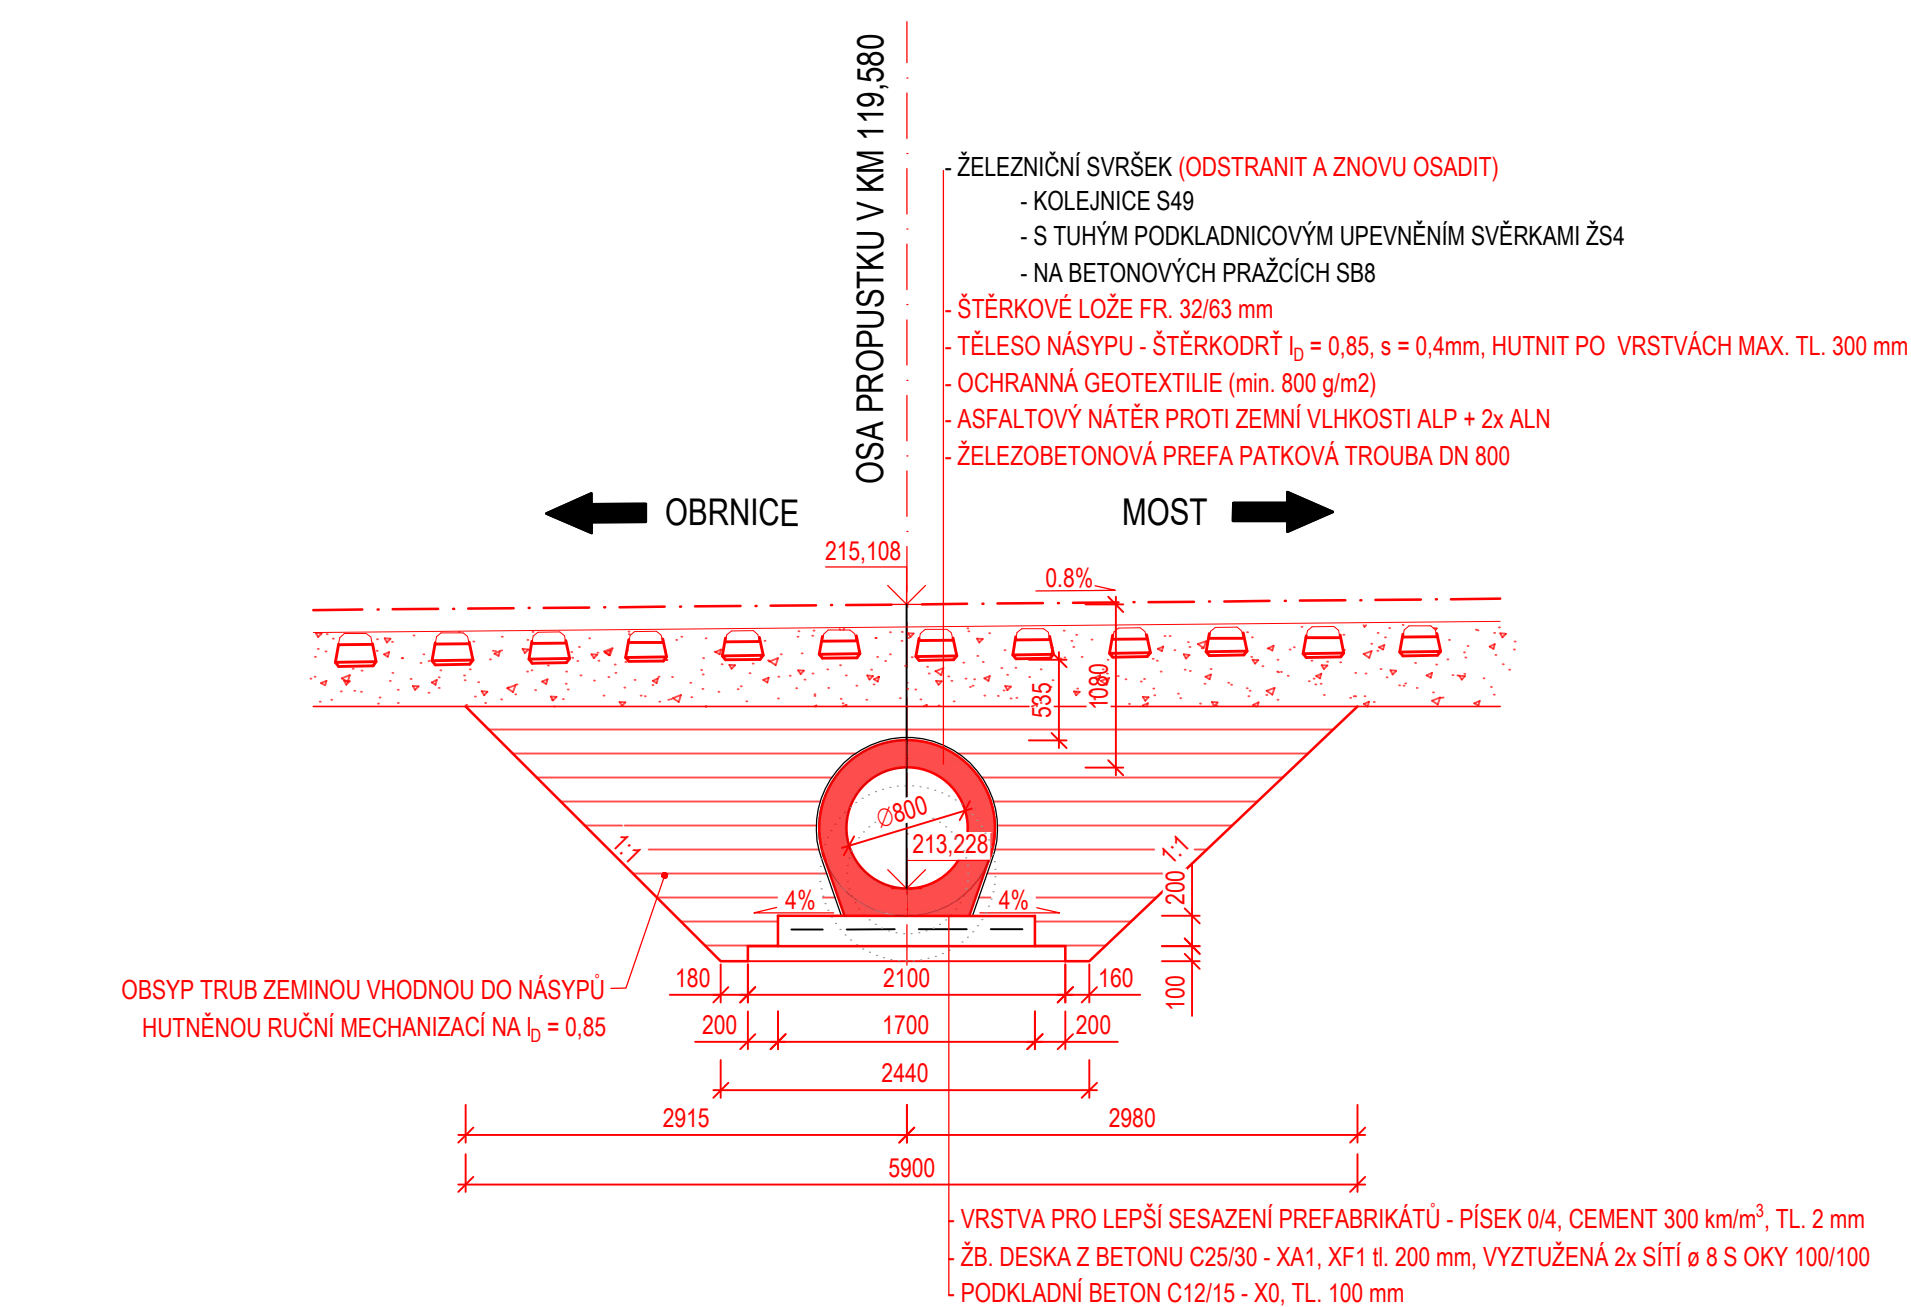 OSA PROPUSTKU V KM 119,580
- ŽELEZNIČNÍ SVRŠEK (ODSTRANIT A ZNOVU OSADIT)
- KOLEJNICE S49
- S TUHÝM PODKLADNICOVÝM UPEVNĚNÍM SVĚRKAMI ŽS4
- NA BETONOVÝCH PRAŽCÍCH SB8
- ŠTĚRKOVÉ LOŽE FR. 32/63 mm
- TĚLESO NÁSYPU - ŠTĚRKODRŤ I_D = 0,85, s = 0,4mm, HUTNIT PO VRSTVÁCH MAX. TL. 300 mm
- OCHRANNÁ GEOTEXTILIE (min. 800 g/m2)
- ASFALTOVÝ NÁTĚR PROTI ZEMNÍ VLHKOSTI ALP + 2x ALN
- ŽELEZOBETONOVÁ PREFA PATKOVÁ TROUBA DN 800
OBRNICE
MOST
215,108
0.8%
535
1080
Ø800
213,228
1:1
1:1
4%
4%
200
100
OBSYP TRUB ZEMINOU VHODNOU DO NÁSYPŮ
HUTNĚNOU RUČNÍ MECHANIZACÍ NA I_D = 0,85
180
2100
160
200
1700
200
2440
2915
2980
5900
- VRSTVA PRO LEPŠÍ SESAZENÍ PREFABRIKÁTŮ - PÍSEK 0/4, CEMENT 300 km/m³, TL. 2 mm
- ŽB. DESKA Z BETONU C25/30 - XA1, XF1 tl. 200 mm, VYZTUŽENÁ 2x SÍTÍ ø 8 S OKY 100/100
- PODKLADNÍ BETON C12/15 - X0, TL. 100 mm